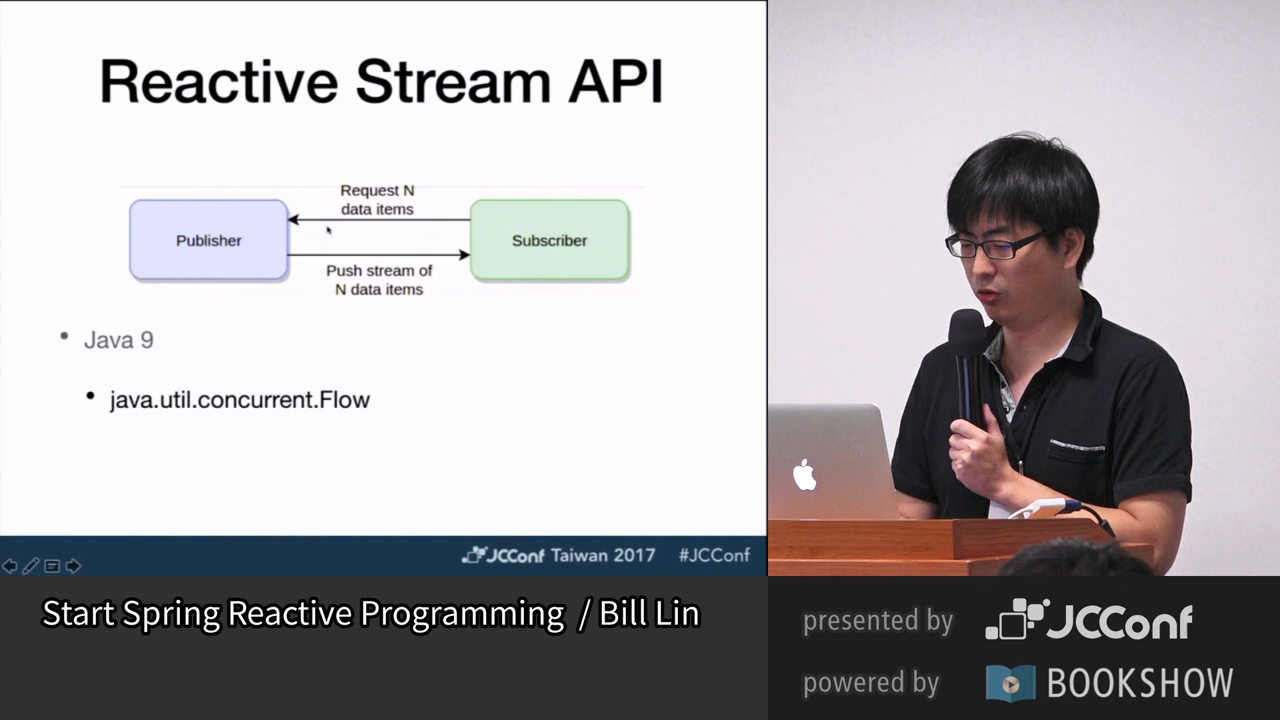 Reactive Stream API
Request N
data items
Publisher
Subscriber
Push stream of
N data items
• Java 9
• java.util.concurrent.Flow
JCConf Taiwan 2017 #JCConf
Start Spring Reactive Programming / Bill Lin
presented by JCConf
powered by BOOKSHOW